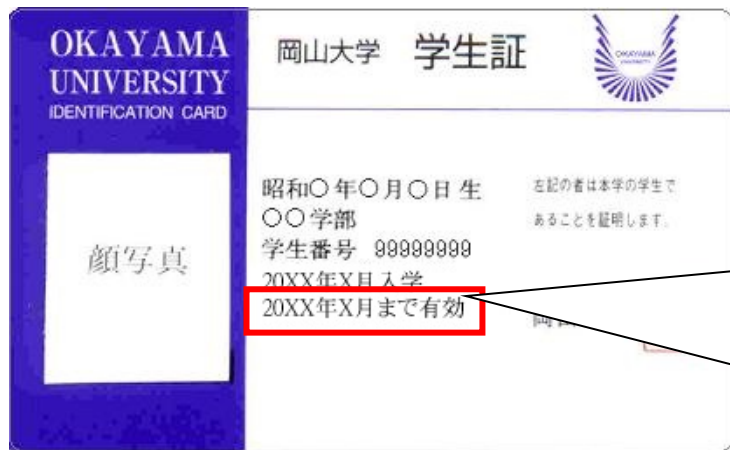 OKAYAMA
UNIVERSITY
IDENTIFICATION CARD
岡山大学 学生証
OKAYAMA
UNIVERSITY
顔写真
昭和〇年〇月〇日生
〇〇学部
学生番号 99999999
20XX年X月入学
20XX年X月まで有効
左記の者は本学の学生で
あることを証明します。